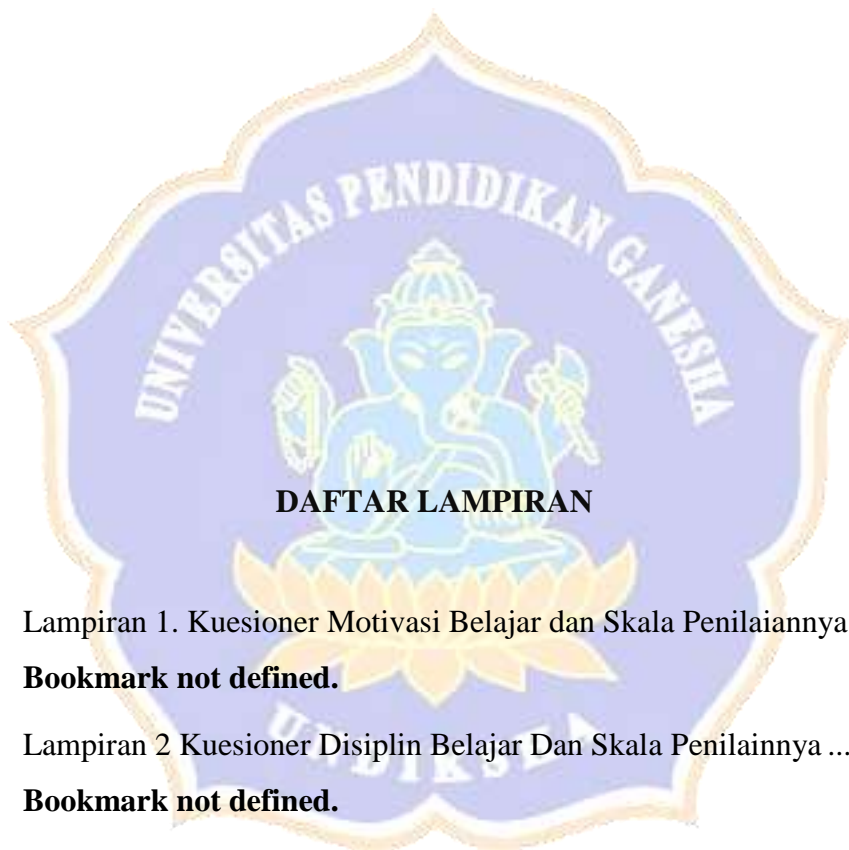 UNIVERSITAS PENDIDIKAN GANESHA
DAFTAR LAMPIRAN
Lampiran 1. Kuesioner Motivasi Belajar dan Skala Penilaiannya
Bookmark not defined.
Lampiran 2 Kuesioner Disiplin Belajar Dan Skala Penilainnya ...
Bookmark not defined.
UNDIKSHA